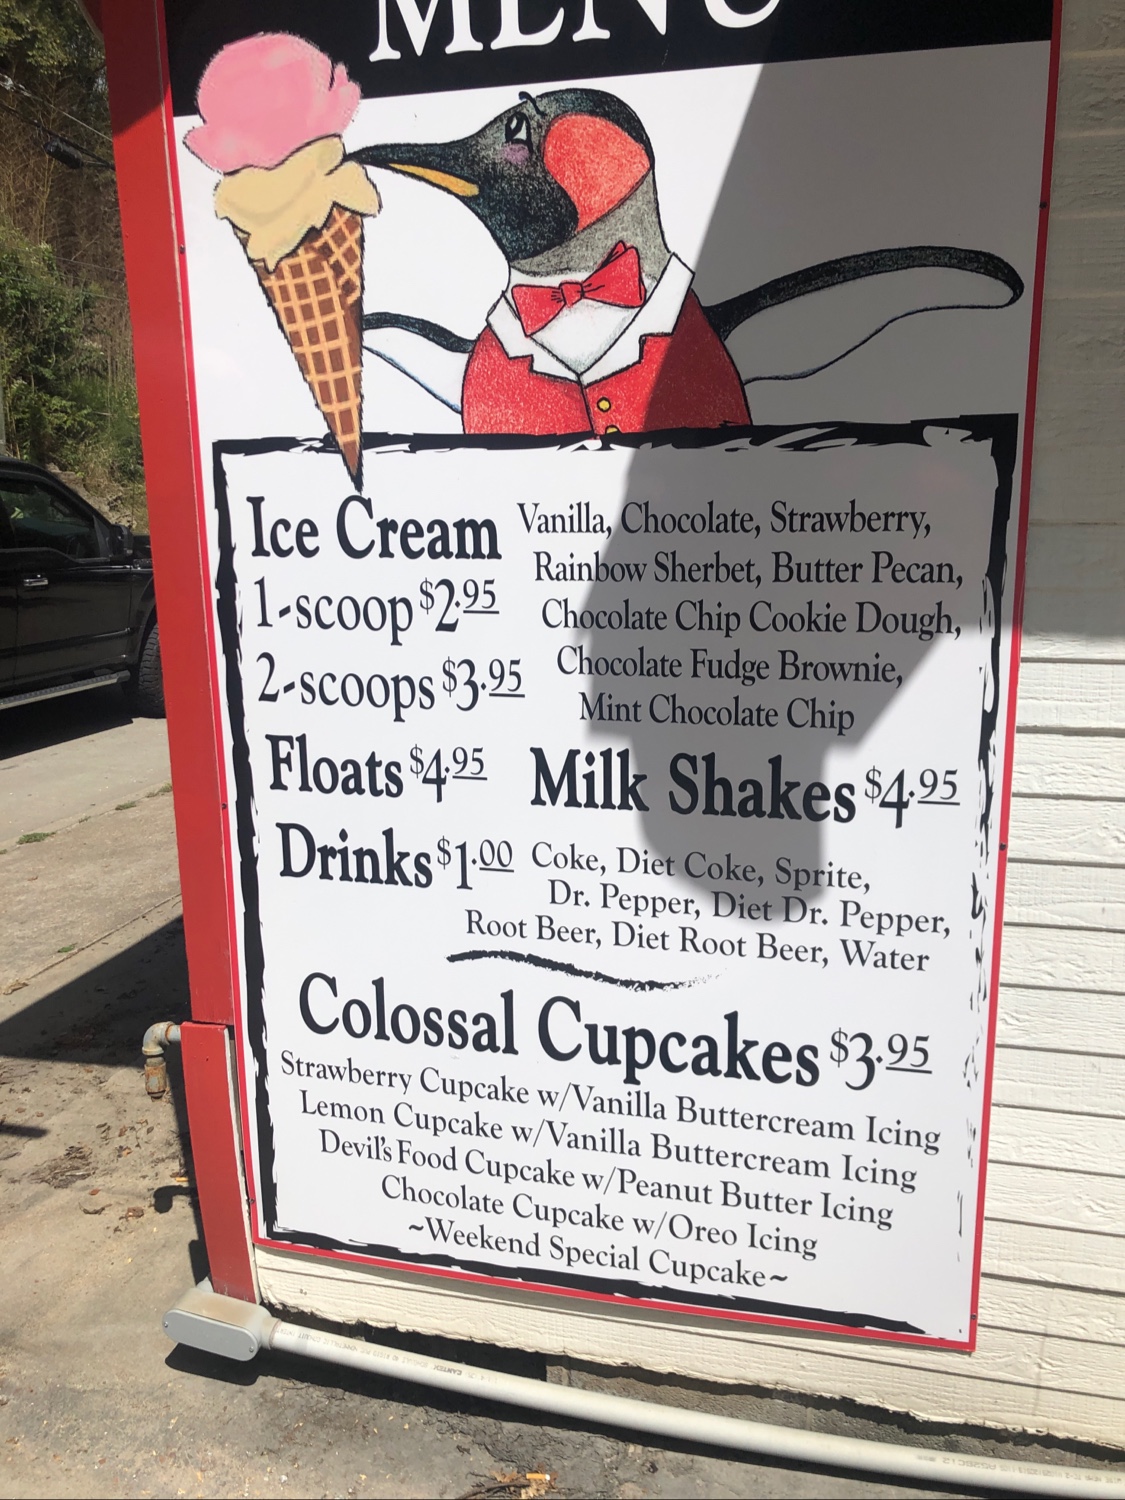 MENU
Ice Cream
1-scoop $2.95
2-scoops $3.95
Vanilla, Chocolate, Strawberry,
Rainbow Sherbet, Butter Pecan,
Chocolate Chip Cookie Dough,
Chocolate Fudge Brownie,
Mint Chocolate Chip
Floats $4.95
Milk Shakes $4.95
Drinks $1.00
Coke, Diet Coke, Sprite,
Dr. Pepper, Diet Dr. Pepper,
Root Beer, Diet Root Beer, Water
Colossal Cupcakes $3.95
Strawberry Cupcake w/Vanilla Buttercream Icing
Lemon Cupcake w/Vanilla Buttercream Icing
Devil's Food Cupcake w/Peanut Butter Icing
Chocolate Cupcake w/Oreo Icing
~Weekend Special Cupcake~